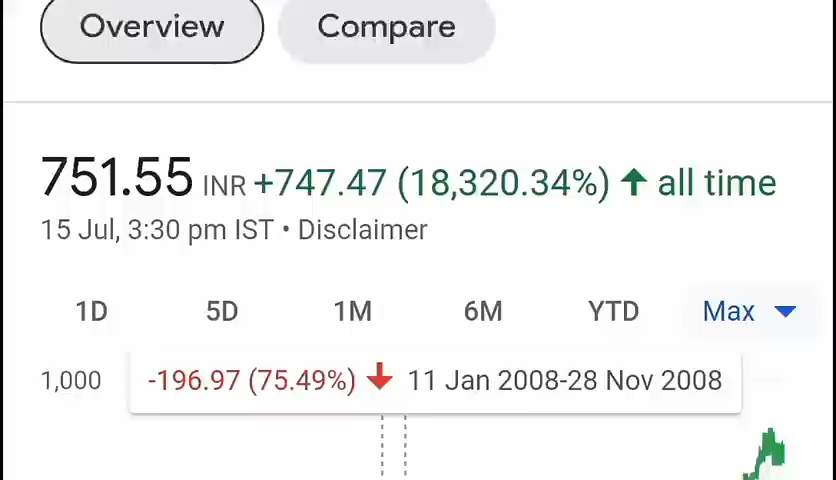 Overview Compare
751.55 INR +747.47 (18,320.34%) ↑ all time
15 Jul, 3:30 pm IST • Disclaimer
1D 5D 1M 6M YTD Max
1,000 -196.97 (75.49%) ↓ 11 Jan 2008-28 Nov 2008